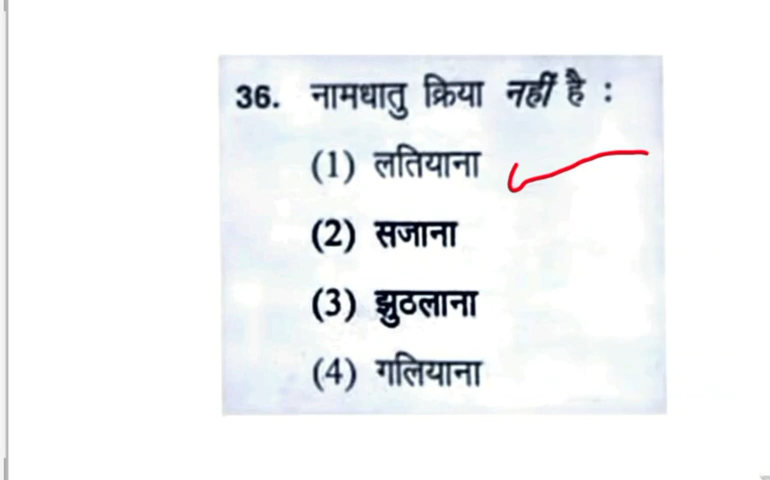 36. नामधातु क्रिया नहीं है :
(1) लतियाना
(2) सजाना
(3) झुठलाना
(4) गलियाना